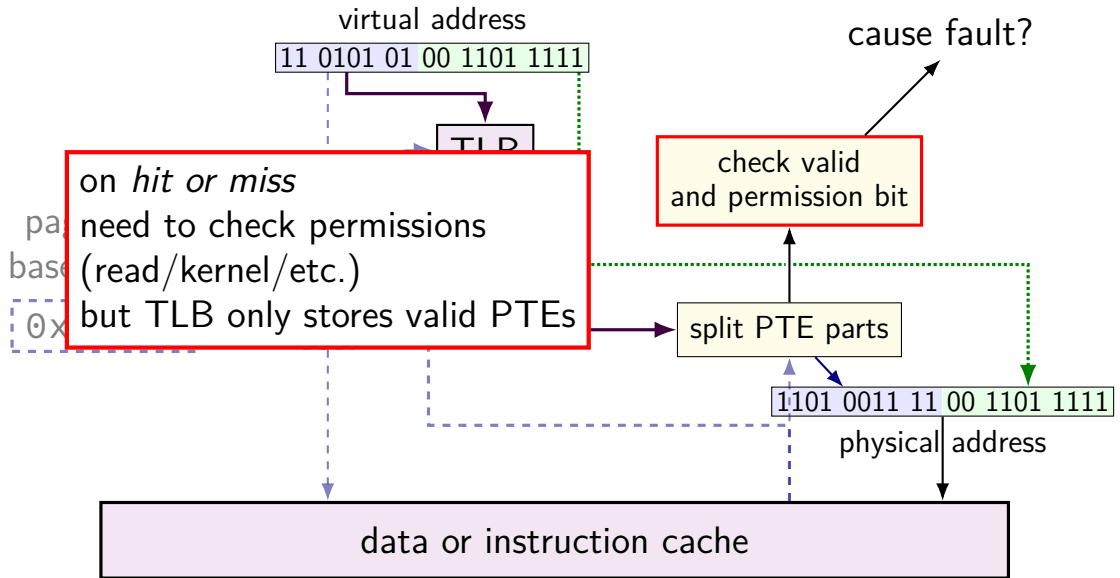 virtual address
11 0101 01 00 1101 1111
cause fault?
TLB
check valid
and permission bit
on hit or miss
need to check permissions
(read/kernel/etc.)
but TLB only stores valid PTEs
split PTE parts
1101 0011 11 00 1101 1111
physical address
data or instruction cache